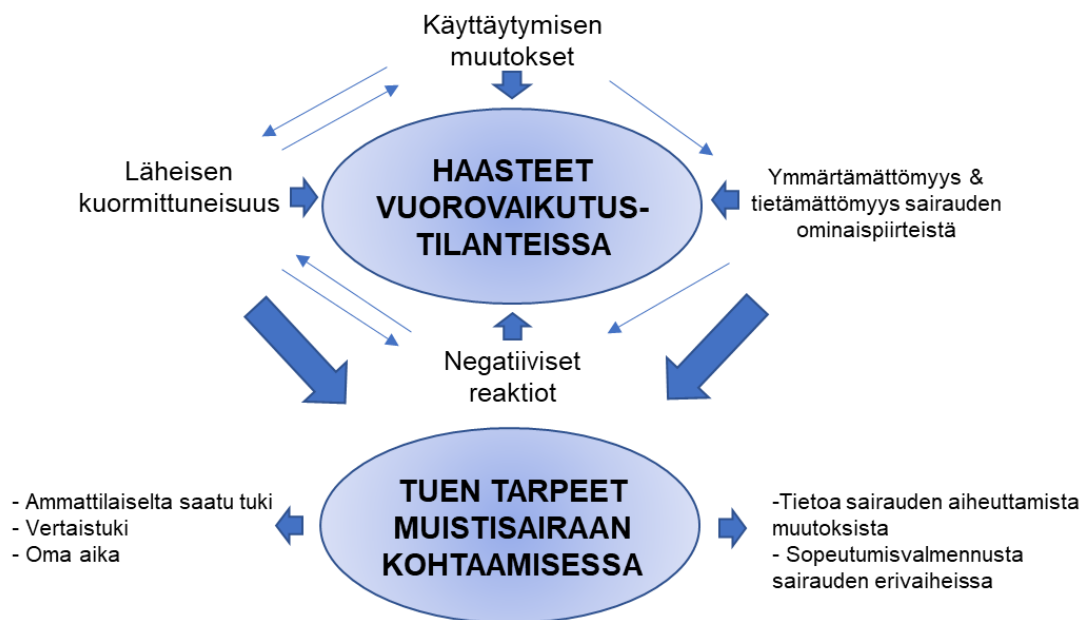 Käyttäytymisen
muutokset
HAASTEET
VUOROVAIKUTUS-
TILANTEISSA
Läheisen
kuormittuneisuus
Ymmärtämättömyys &
tietämättömyys sairauden
ominaispiirteistä
Negatiiviset
reaktiot
TUEN TARPEET
MUISTISAIRAAN
KOHTAAMISESSA
- Ammattilaiselta saatu tuki
- Vertaistuki
- Oma aika
-Tietoa sairauden aiheuttamista
muutoksista
- Sopeutumisvalmennusta
sairauden erivaiheissa